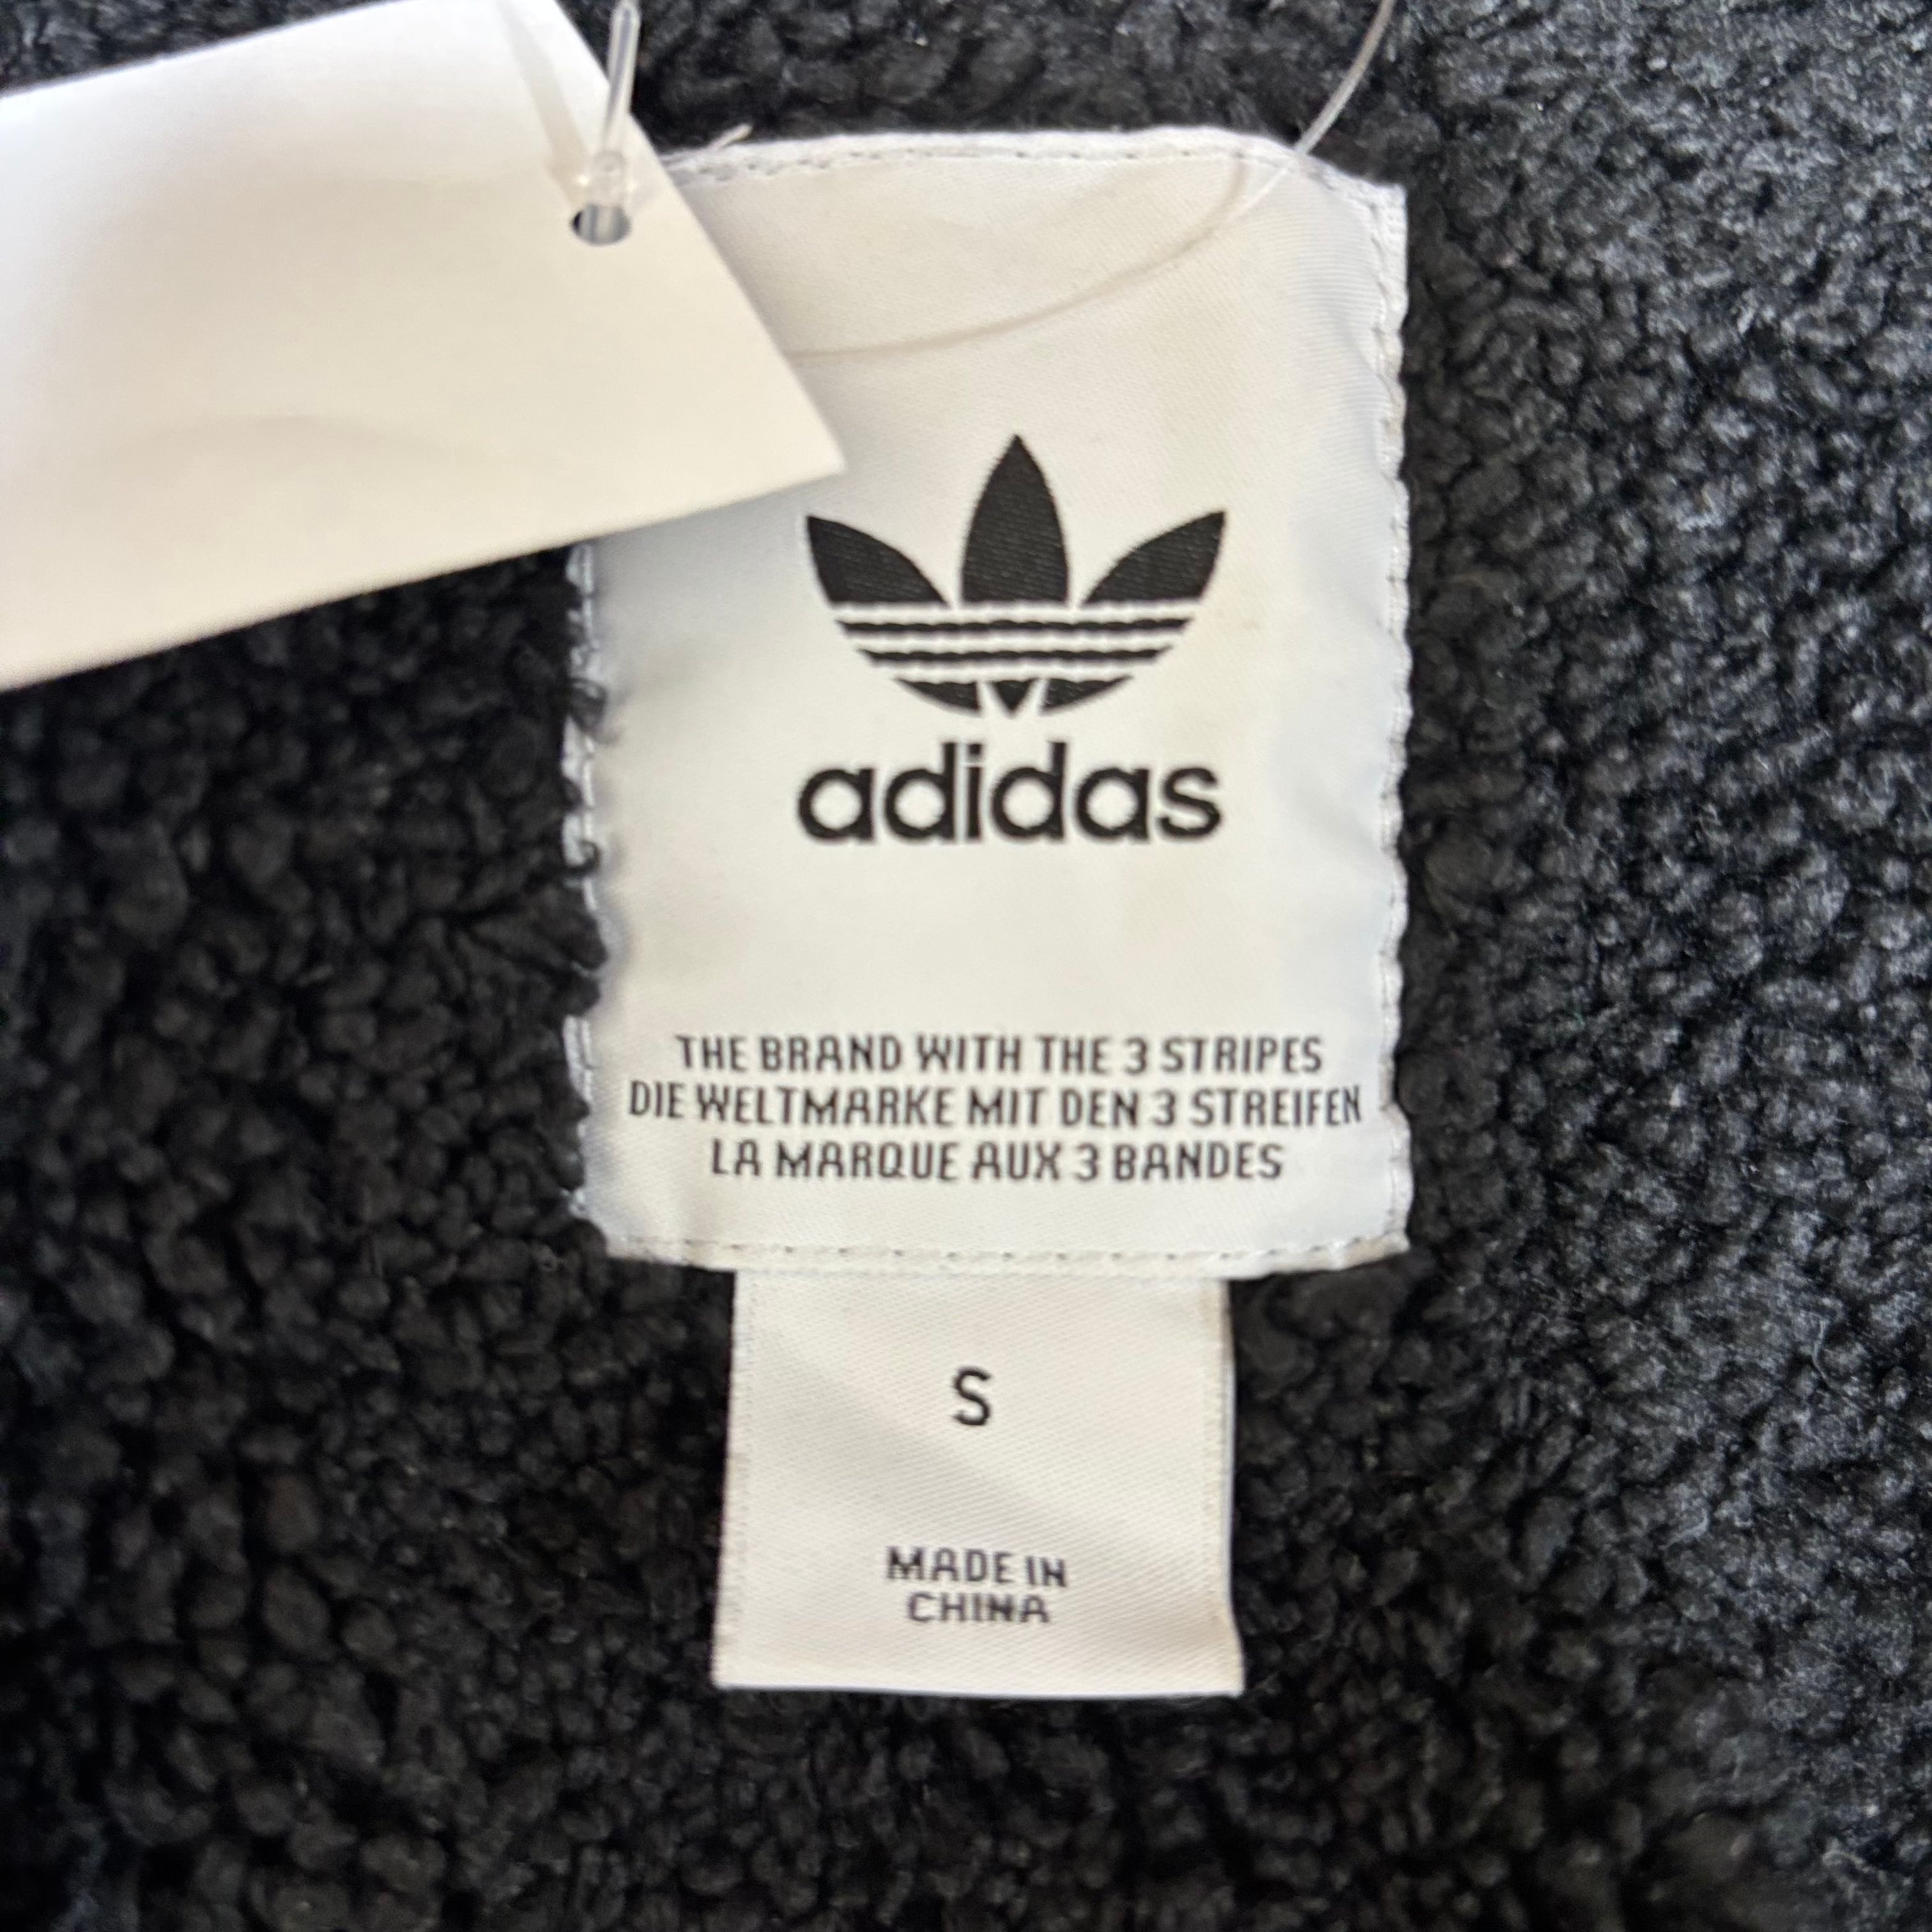 adidas
THE BRAND WITH THE 3 STRIPES
DIE WELTMARKE MIT DEN 3 STREIFEN
LA MARQUE AUX 3 BANDES
S
MADE IN
CHINA